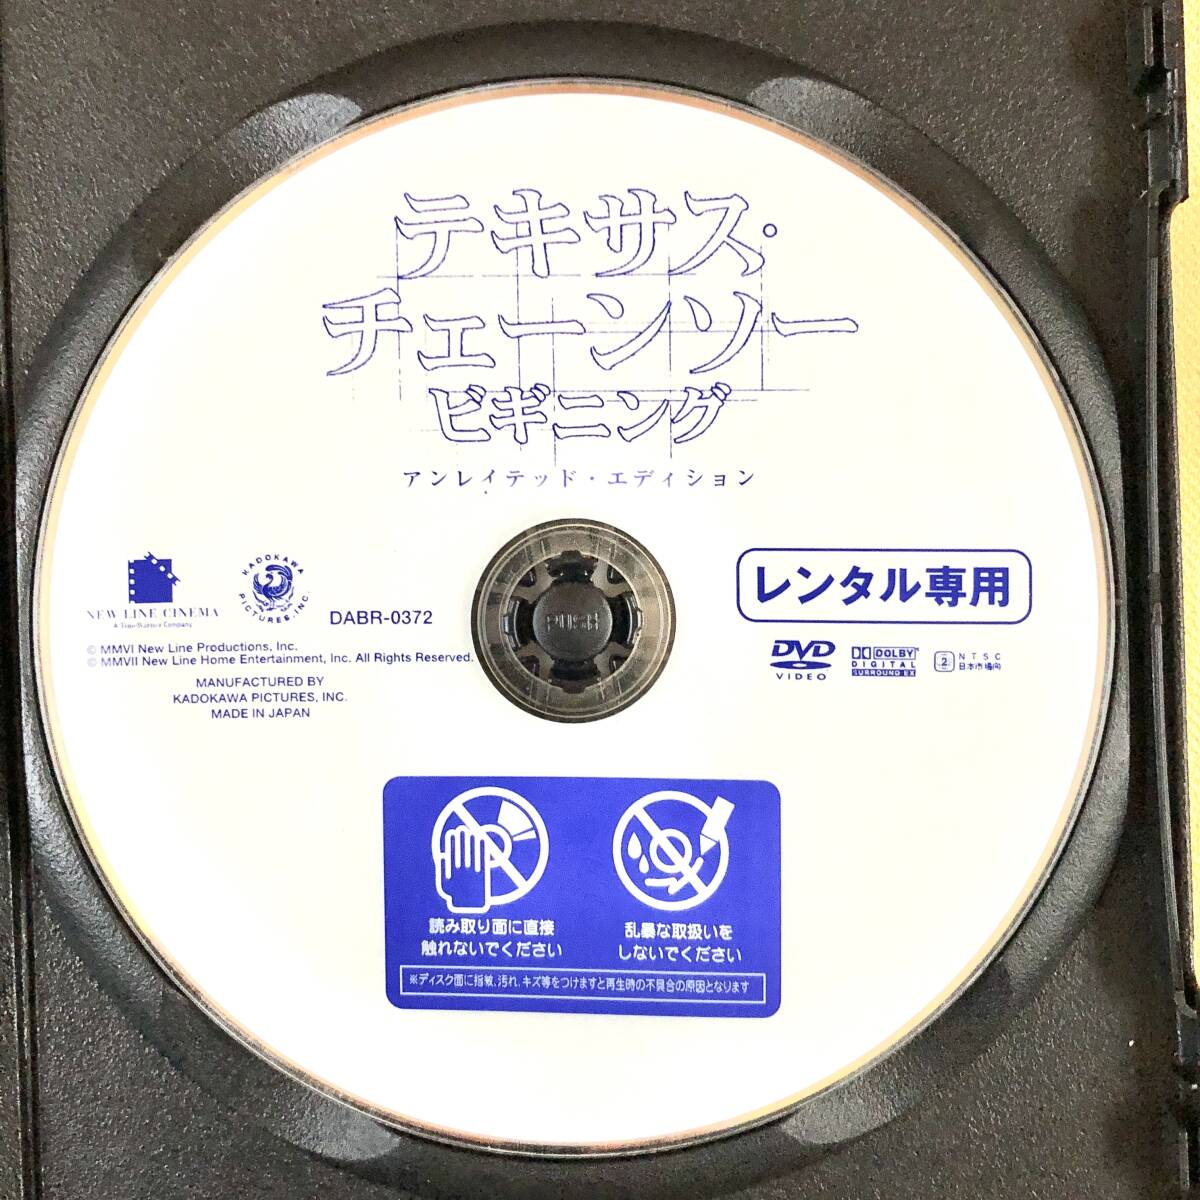 テキサス・
チェーンソー
ビギニング
アンレイテッド・エディション
NEW LINE CINEMA
A Time Warner Company
KADOKAWA PICTURES, INC.
DABR-0372
レンタル専用
© MMVI New Line Productions, Inc.
© MMVII New Line Home Entertainment, Inc. All Rights Reserved.
MANUFACTURED BY
KADOKAWA PICTURES, INC.
MADE IN JAPAN
PUSH
DVD
VIDEO
DOLBY
DIGITAL
SURROUND EX
2
NTSC
日本市場向
読み取り面に直接
触れないでください
乱暴な取扱いを
しないでください
※ディスク面に指紋、汚れ、キズ等をつけますと再生時の不具合の原因となります